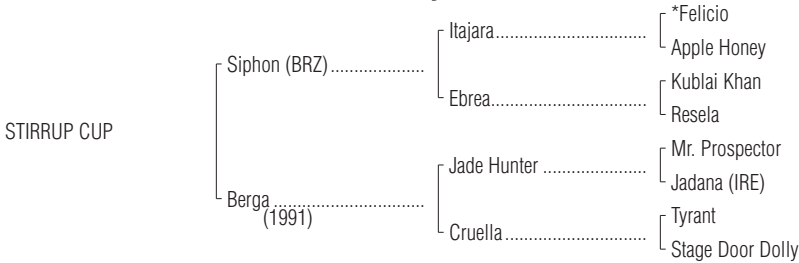 *Felicio
Itajara................................
Apple Honey
Siphon (BRZ)....................
Kublai Khan
Ebrea.................................
Resela
STIRRUP CUP
Mr. Prospector
Jade Hunter ......................
Jadana (IRE)
Berga ................................
(1991)
Tyrant
Cruella..............................
Stage Door Dolly